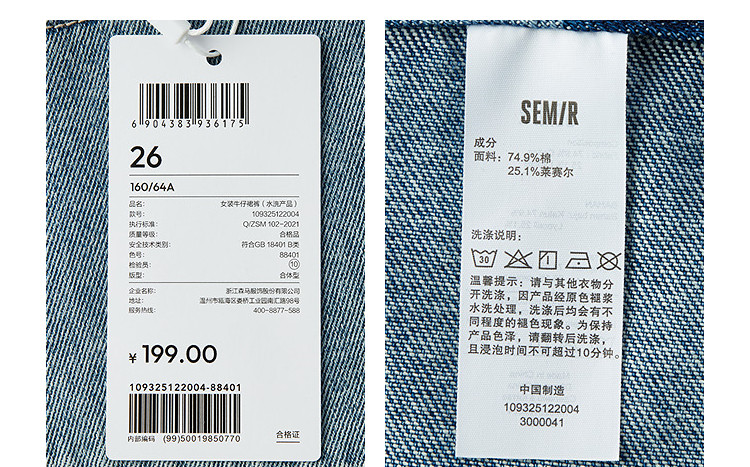 6 904383 936175
26
160/64A
品名: 女装牛仔裙裤（水洗产品）
款号: 109325122004
执行标准: Q/ZSM 102-2021
质量等级: 合格品
安全技术类别: 符合GB 18401 B类
色号: 88401
检验员: 10
版型: 合体型
企业名称: 浙江森马服饰股份有限公司
地址: 温州市瓯海区娄桥工业园南汇路98号
服务热线: 400-8877-588
¥ 199.00
109325122004-88401
内部编码 (99)50019850770
合格证
SEM/R
成分
面料: 74.9%棉
25.1%莱赛尔
洗涤说明:
30
温馨提示: 请与其他衣物分
开洗涤，因产品经原色褪浆
水洗处理，洗涤后均会有不
同程度的褪色现象。为保持
产品色泽，请翻转后洗涤，
且浸泡时间不可超过10分钟。
中国制造
109325122004
3000041